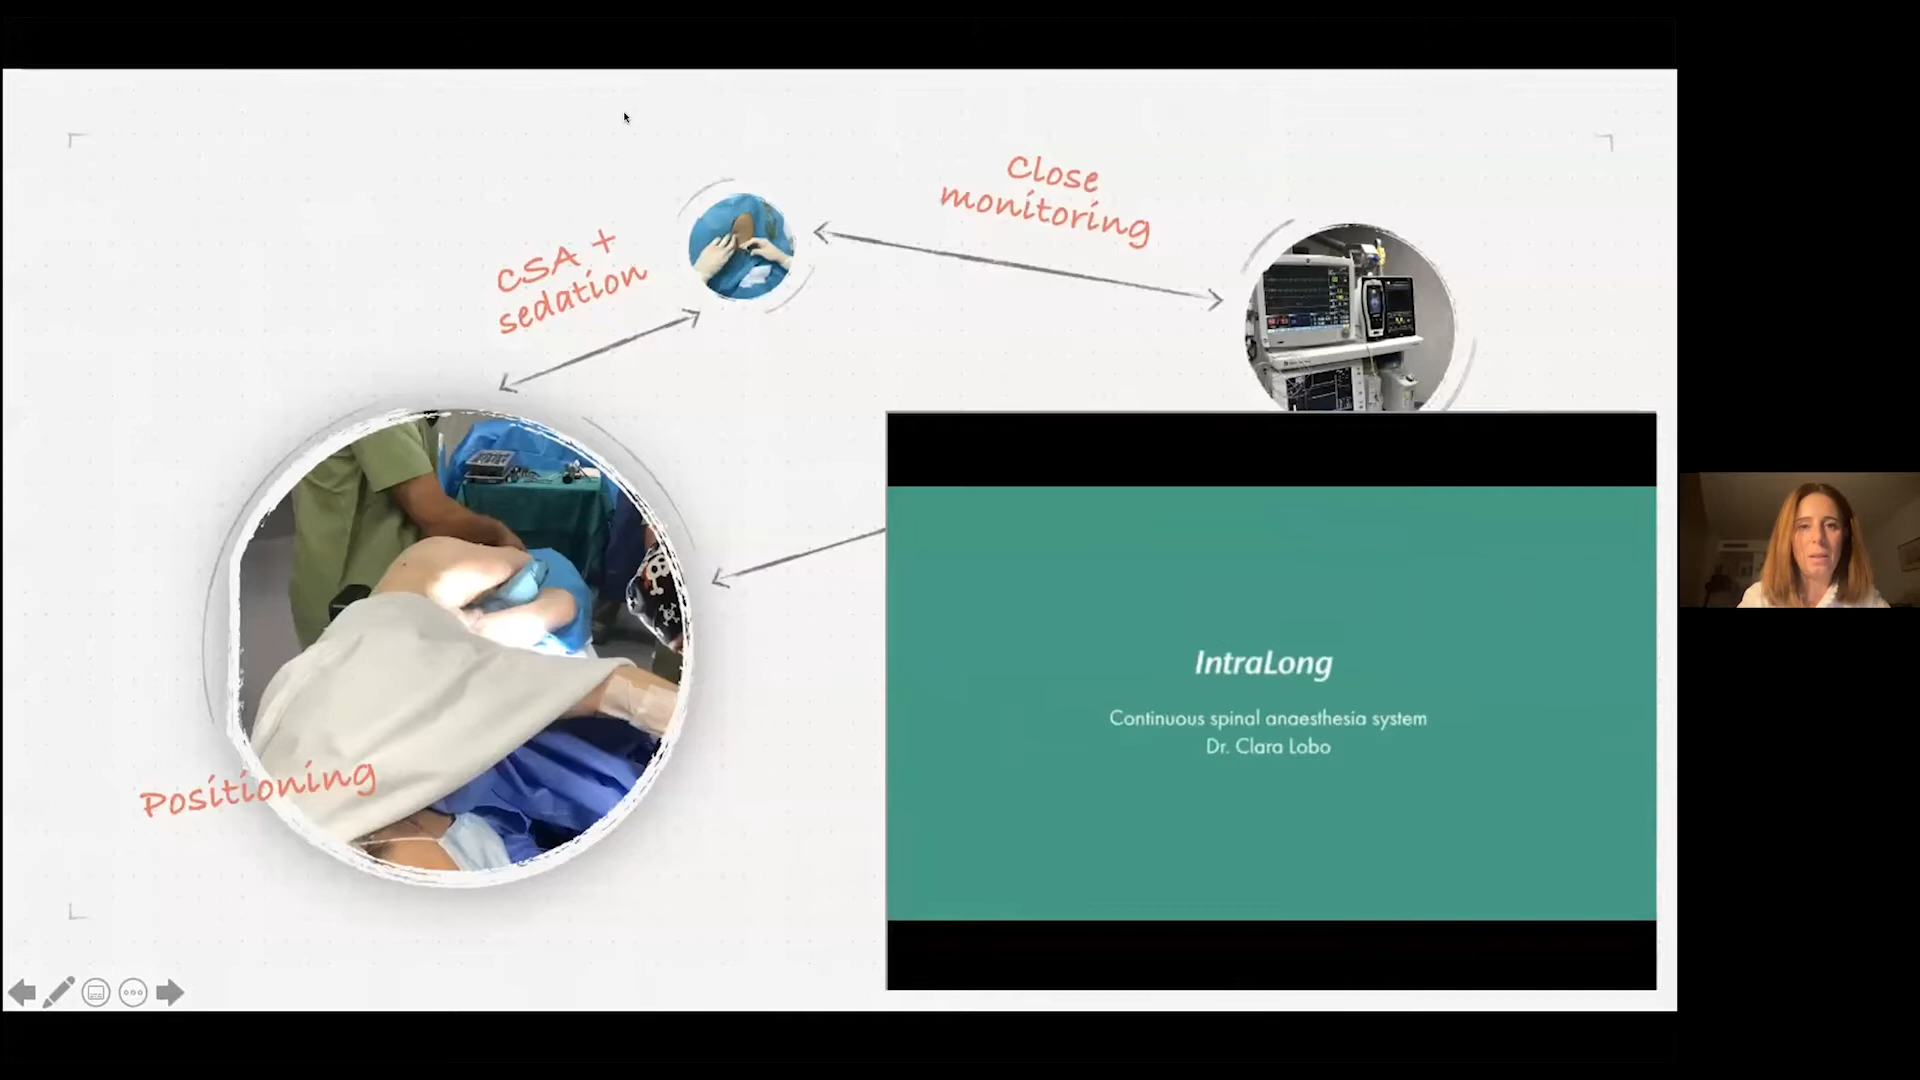 Close
monitoring
CSA +
sedation
Positioning
IntraLong
Continuous spinal anaesthesia system
Dr. Clara Lobo